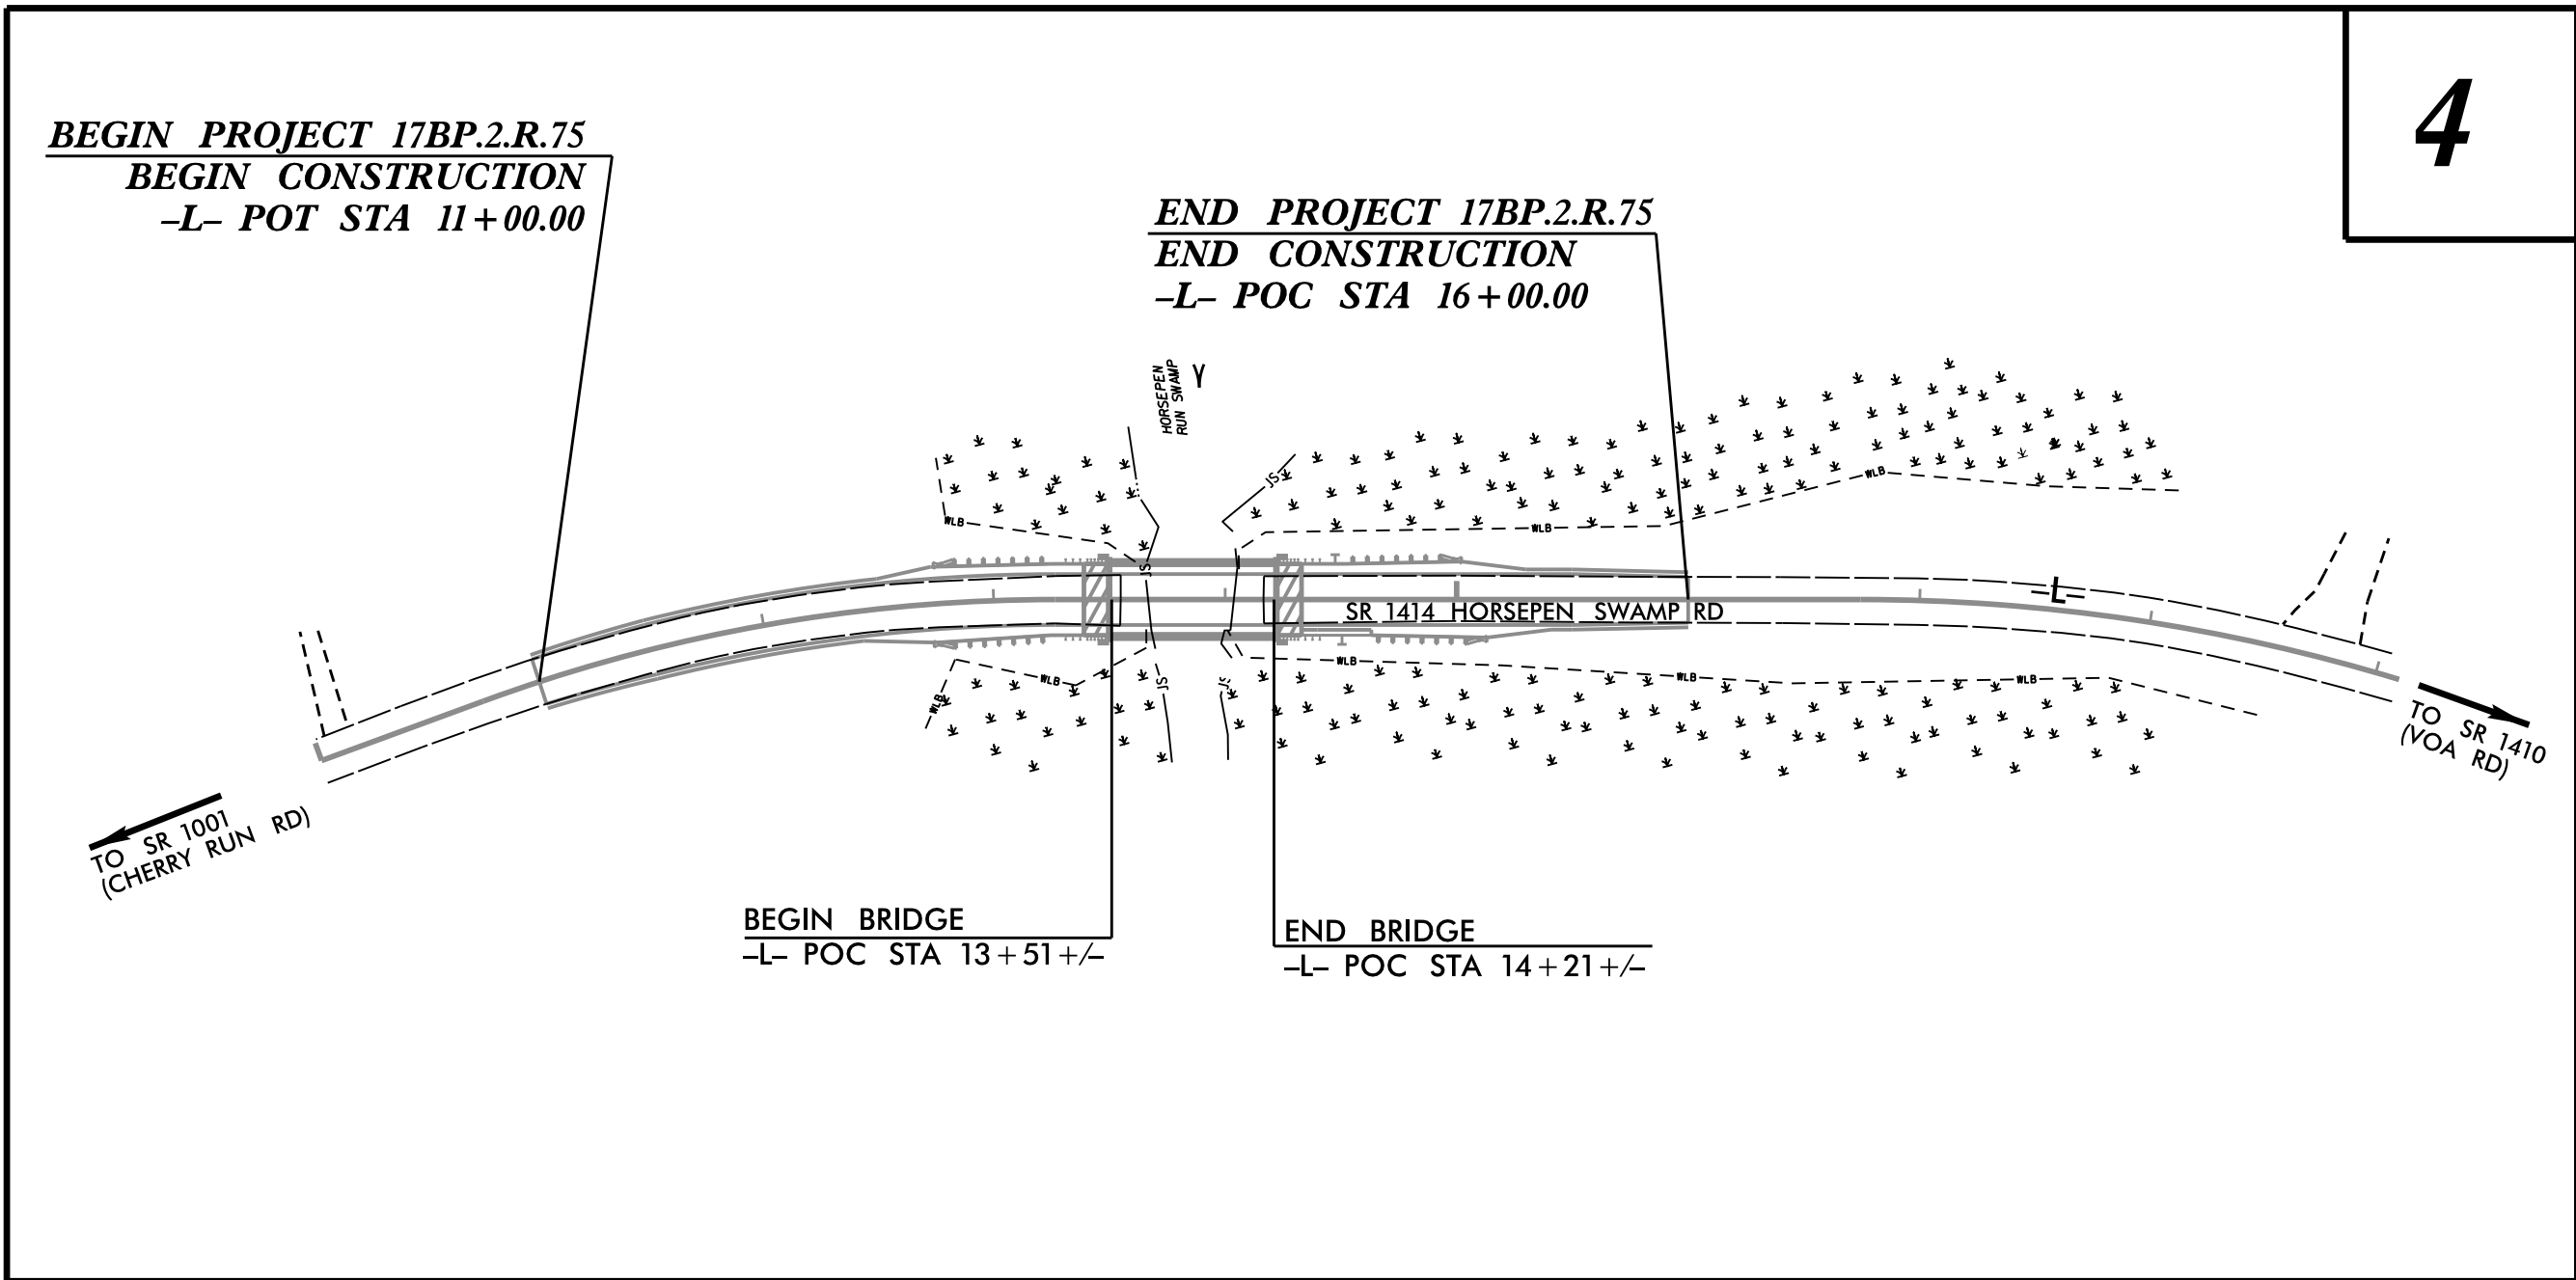 4
BEGIN PROJECT 17BP.2.R.75
BEGIN CONSTRUCTION
–L– POT STA 11+00.00
END PROJECT 17BP.2.R.75
END CONSTRUCTION
–L– POC STA 16+00.00
HORSEPEN
RUN SWAMP
JS
WLB
WLB
WLB
JS
–L–
SR 1414 HORSEPEN SWAMP RD
WLB
WLB
WLB
WLB
WLB
JS
JS
TO SR 1410
(VOA RD)
TO SR 1001
(CHERRY RUN RD)
BEGIN BRIDGE
–L– POC STA 13+51+/–
END BRIDGE
–L– POC STA 14+21+/–